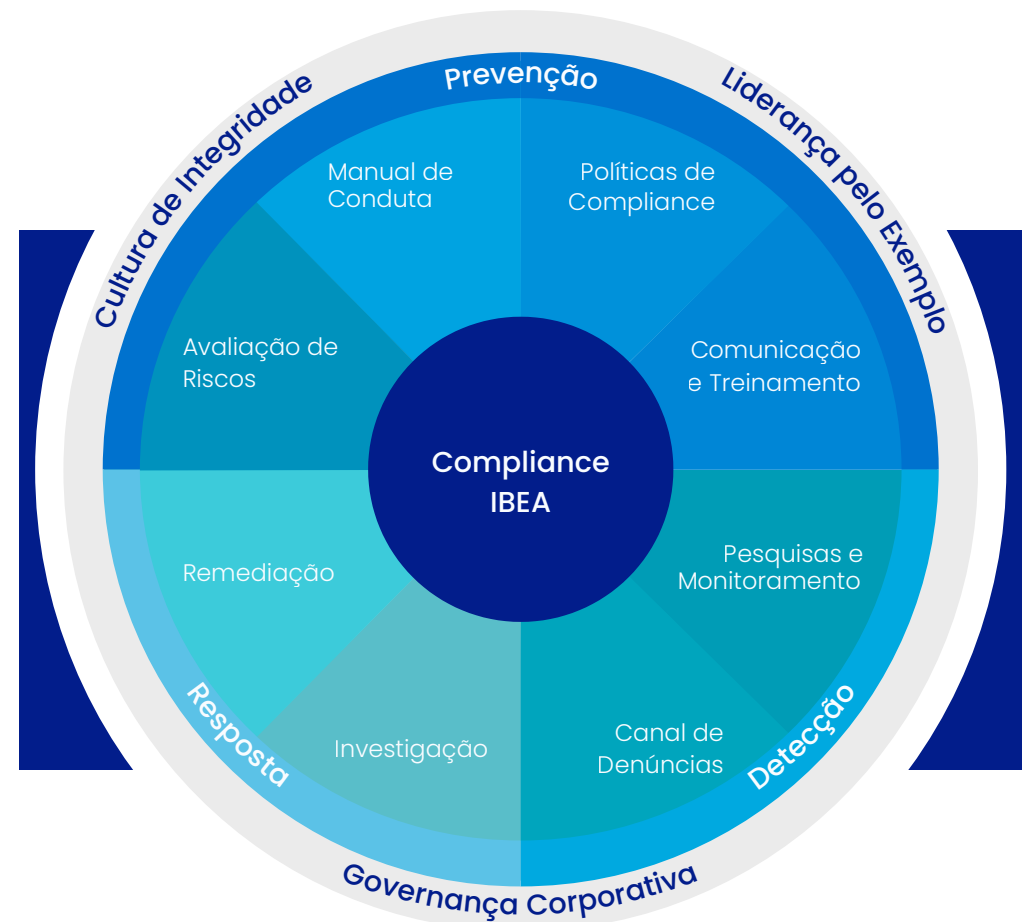 Cultura de Integridade
Liderança pelo Exemplo
Governança Corporativa
Prevenção
Manual de
Conduta
Políticas de
Compliance
Avaliação de
Riscos
Comunicação
e Treinamento
Compliance
IBEA
Remediação
Pesquisas e
Monitoramento
Investigação
Canal de
Denúncias
Resposta
Detecção